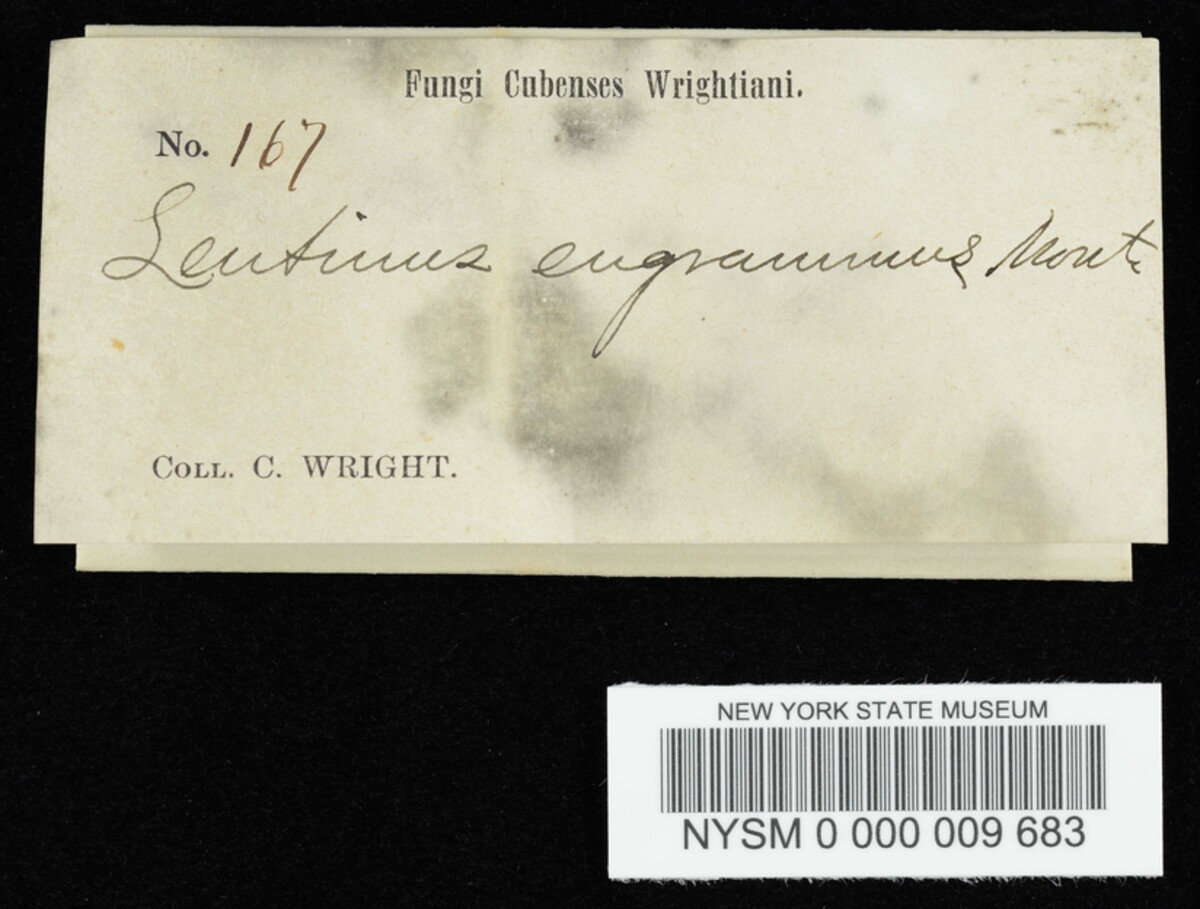 Fungi Cubenses Wrightiani.
No. 167
Lentinus eugrammus Mont.
Coll. C. WRIGHT.
NEW YORK STATE MUSEUM
NYSM 0 000 009 683